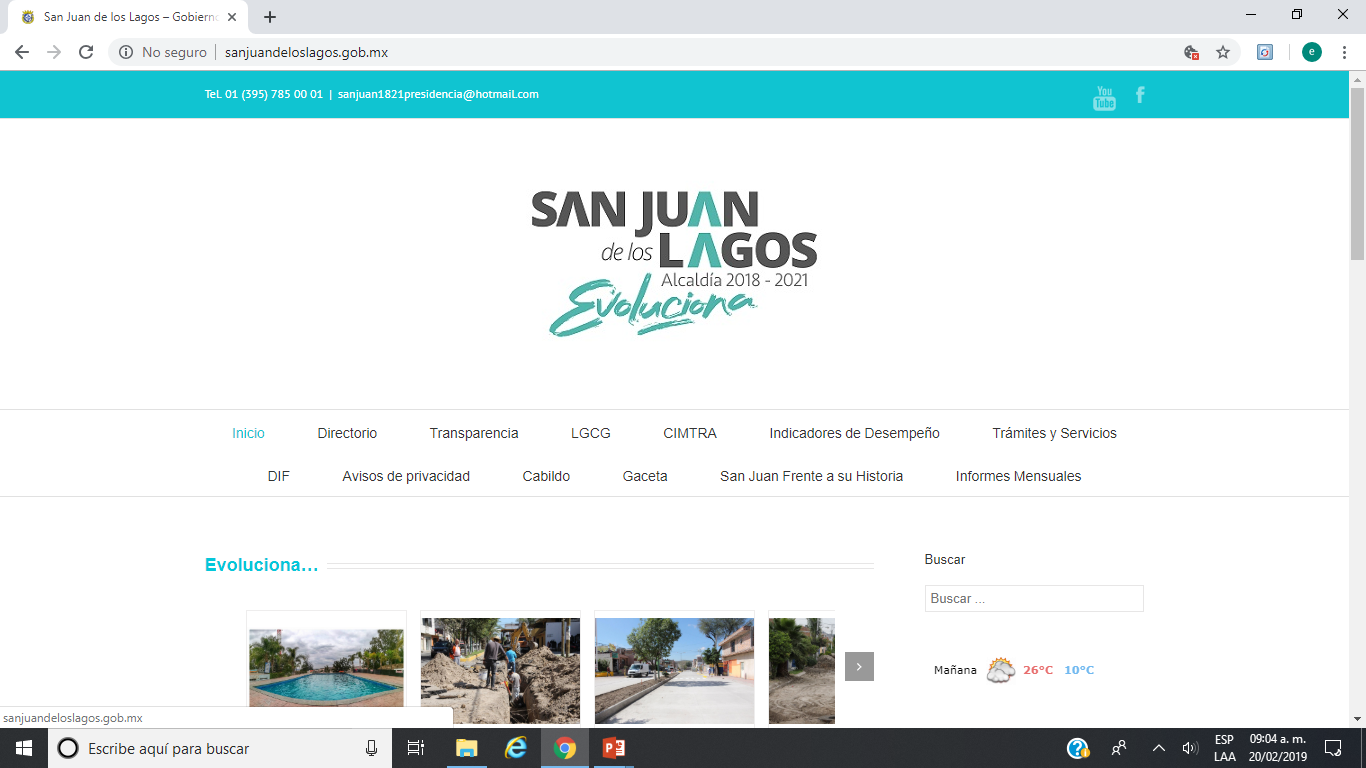 San Juan de los Lagos – Gobierno
No seguro | sanjuandeloslagos.gob.mx
e
Tel. 01 (395) 785 00 01 | sanjuan1821presidencia@hotmail.com
You Tube
f
SAN JUAN
de los LAGOS
Alcaldía 2018 - 2021
Evoluciona
Inicio Directorio Transparencia LGCG CIMTRA Indicadores de Desempeño Trámites y Servicios
DIF Avisos de privacidad Cabildo Gaceta San Juan Frente a su Historia Informes Mensuales
Evoluciona...
Buscar
Buscar ...
Mañana 26°C 10°C
sanjuandeloslagos.gob.mx
Escribe aquí para buscar
ESP
LAA
09:04 a. m.
20/02/2019